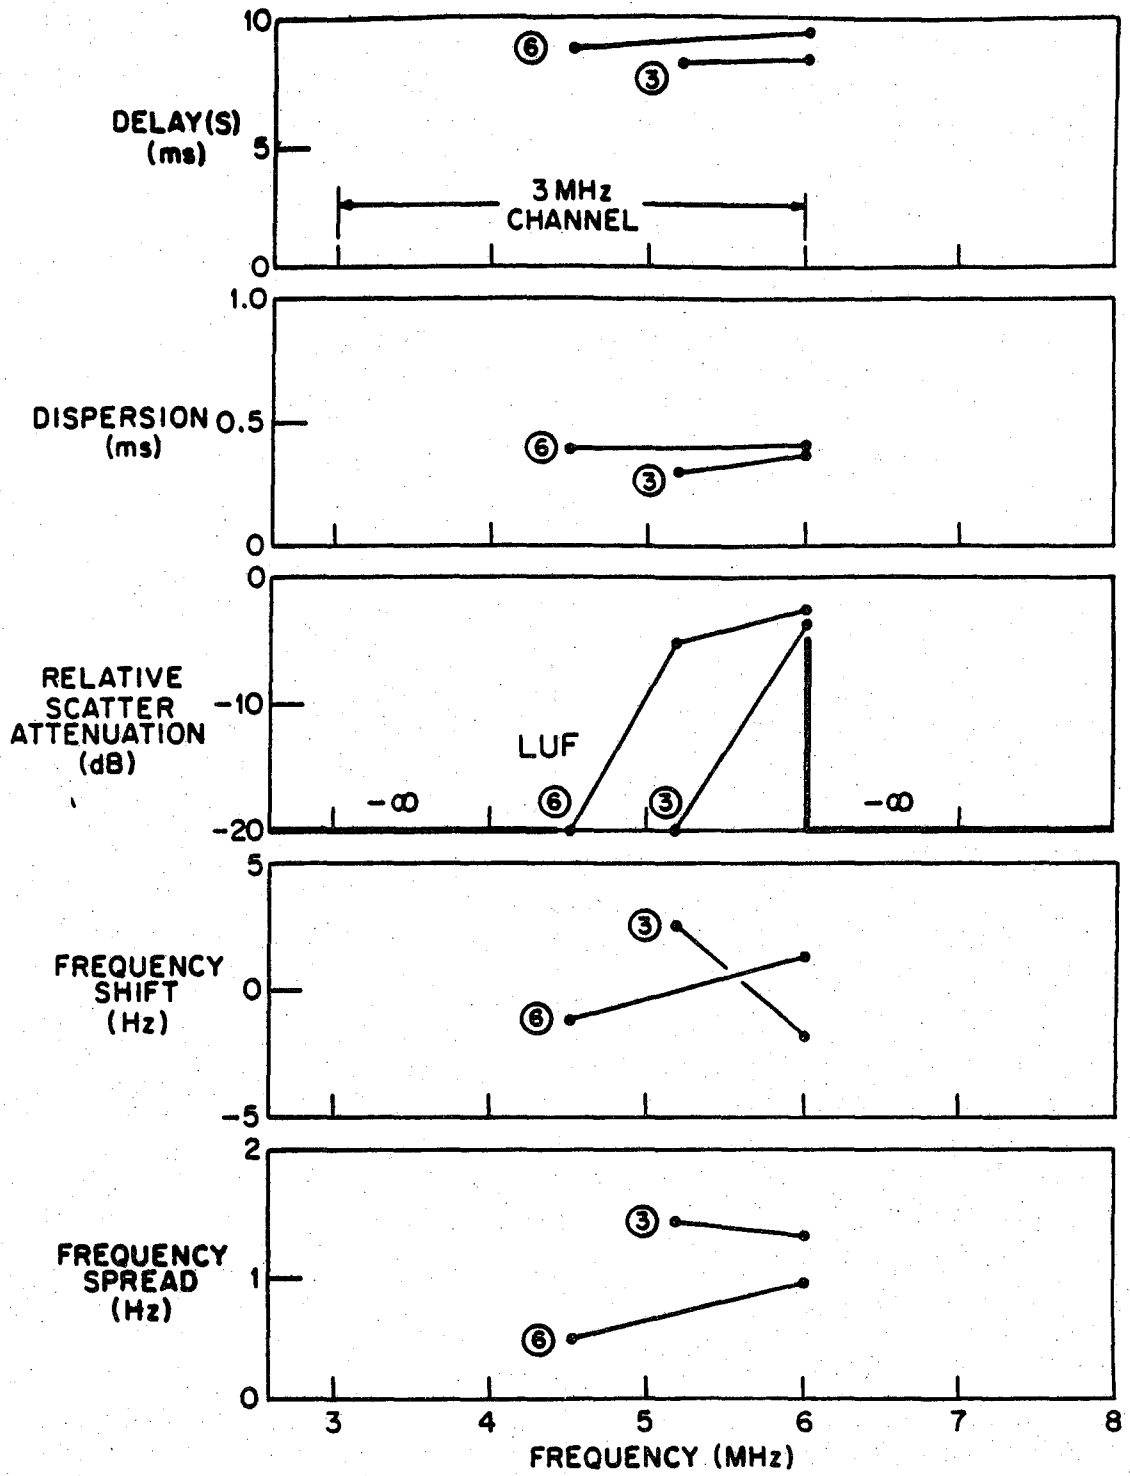 10
DELAY(S)
(ms)
5
0
⑥
③
3 MHz
CHANNEL
1.0
DISPERSION
(ms)
0.5
0
⑥
③
0
RELATIVE
SCATTER
ATTENUATION
(dB)
-10
-20
LUF
-∞
⑥
③
-∞
5
FREQUENCY
SHIFT
(Hz)
0
-5
③
⑥
2
FREQUENCY
SPREAD
(Hz)
1
0
③
⑥
3 4 5 6 7 8
FREQUENCY (MHz)